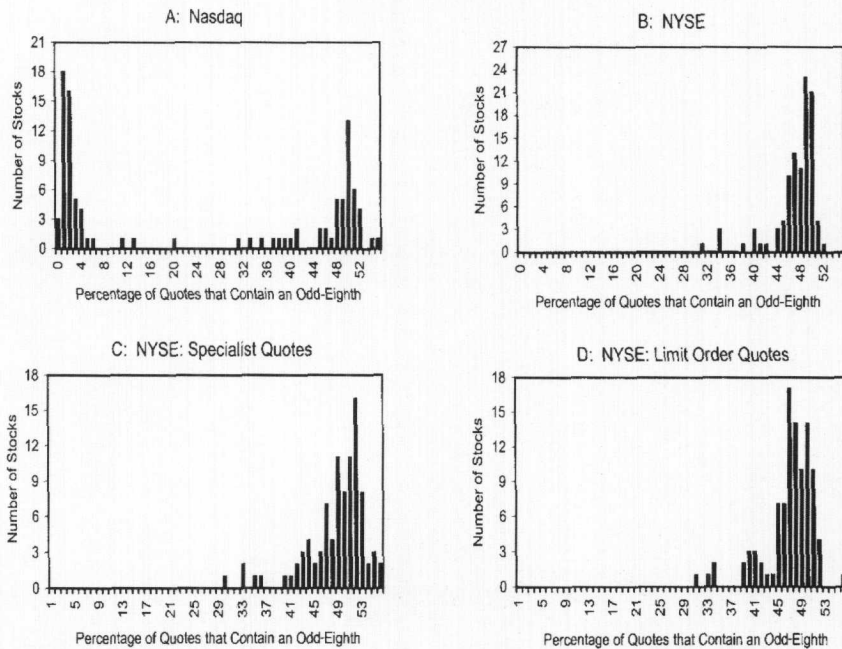 A: Nasdaq
Number of Stocks
21
18
15
12
9
6
3
0
0 4 8 12 16 20 24 28 32 36 40 44 48 52
Percentage of Quotes that Contain an Odd-Eighth
B: NYSE
Number of Stocks
27
24
21
18
15
12
9
6
3
0
0 4 8 12 16 20 24 28 32 36 40 44 48 52
Percentage of Quotes that Contain an Odd-Eighth
C: NYSE: Specialist Quotes
Number of Stocks
18
15
12
9
6
3
0
1 5 9 13 17 21 25 29 33 37 41 45 49 53
Percentage of Quotes that Contain an Odd-Eighth
D: NYSE: Limit Order Quotes
Number of Stocks
18
15
12
9
6
3
0
1 5 9 13 17 21 25 29 33 37 41 45 49 53
Percentage of Quotes that Contain an Odd-Eighth